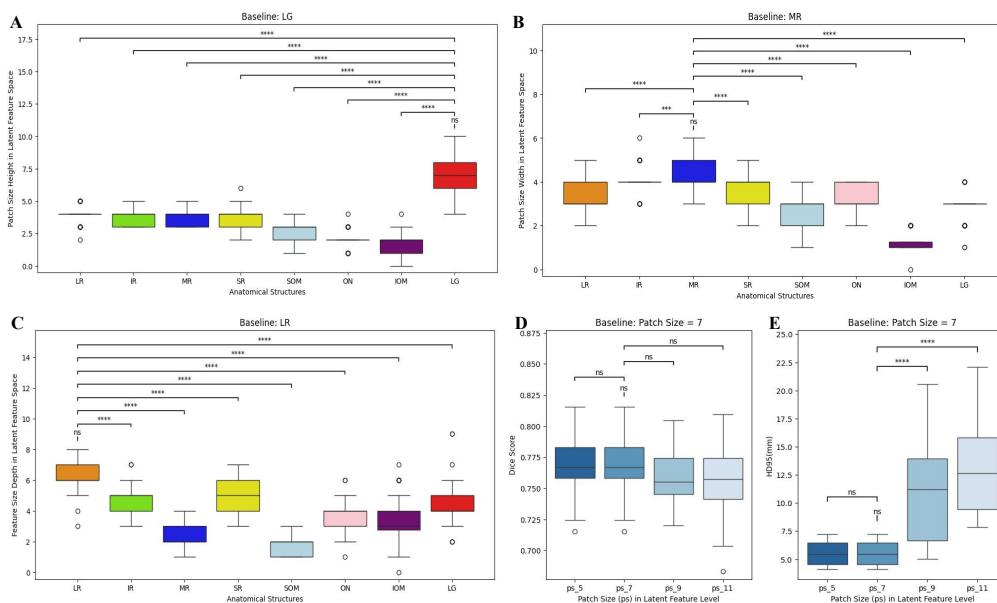 A
Baseline: LG
Patch Size Height in Latent Feature Space
17.5
15.0
12.5
10.0
7.5
5.0
2.5
0.0
****
****
****
****
****
****
****
ns
LR IR MR SR SOM ON IOM LG
Anatomical Structures
B
Baseline: MR
Patch Size Width in Latent Feature Space
10
8
6
4
2
0
****
****
****
****
**** ****
***
ns
LR IR MR SR SOM ON IOM LG
Anatomical Structures
C
Baseline: LR
Feature Size Depth in Latent Feature Space
14
12
10
8
6
4
2
0
****
****
****
****
****
****
****
ns
LR IR MR SR SOM ON IOM LG
Anatomical Structures
D
Baseline: Patch Size = 7
Dice Score
0.875
0.850
0.825
0.800
0.775
0.750
0.725
0.700
ns
ns
ns
ns
ps_5 ps_7 ps_9 ps_11
Patch Size (ps) in Latent Feature Level
E
Baseline: Patch Size = 7
HD95(mm)
25.0
22.5
20.0
17.5
15.0
12.5
10.0
7.5
5.0
****
****
ns
ns
ps_5 ps_7 ps_9 ps_11
Patch Size (ps) in Latent Feature Level